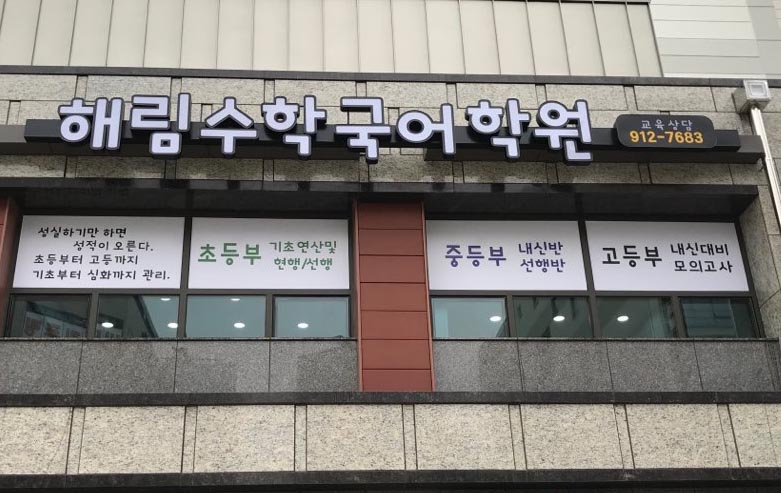 해림수학국어학원
교육상담
912-7683
성실하기만 하면
성적이 오른다.
초등부터 고등까지
기초부터 심화까지 관리.
초등부
기초연산및
현행/선행
중등부
내신반
선행반
고등부
내신대비
모의고사